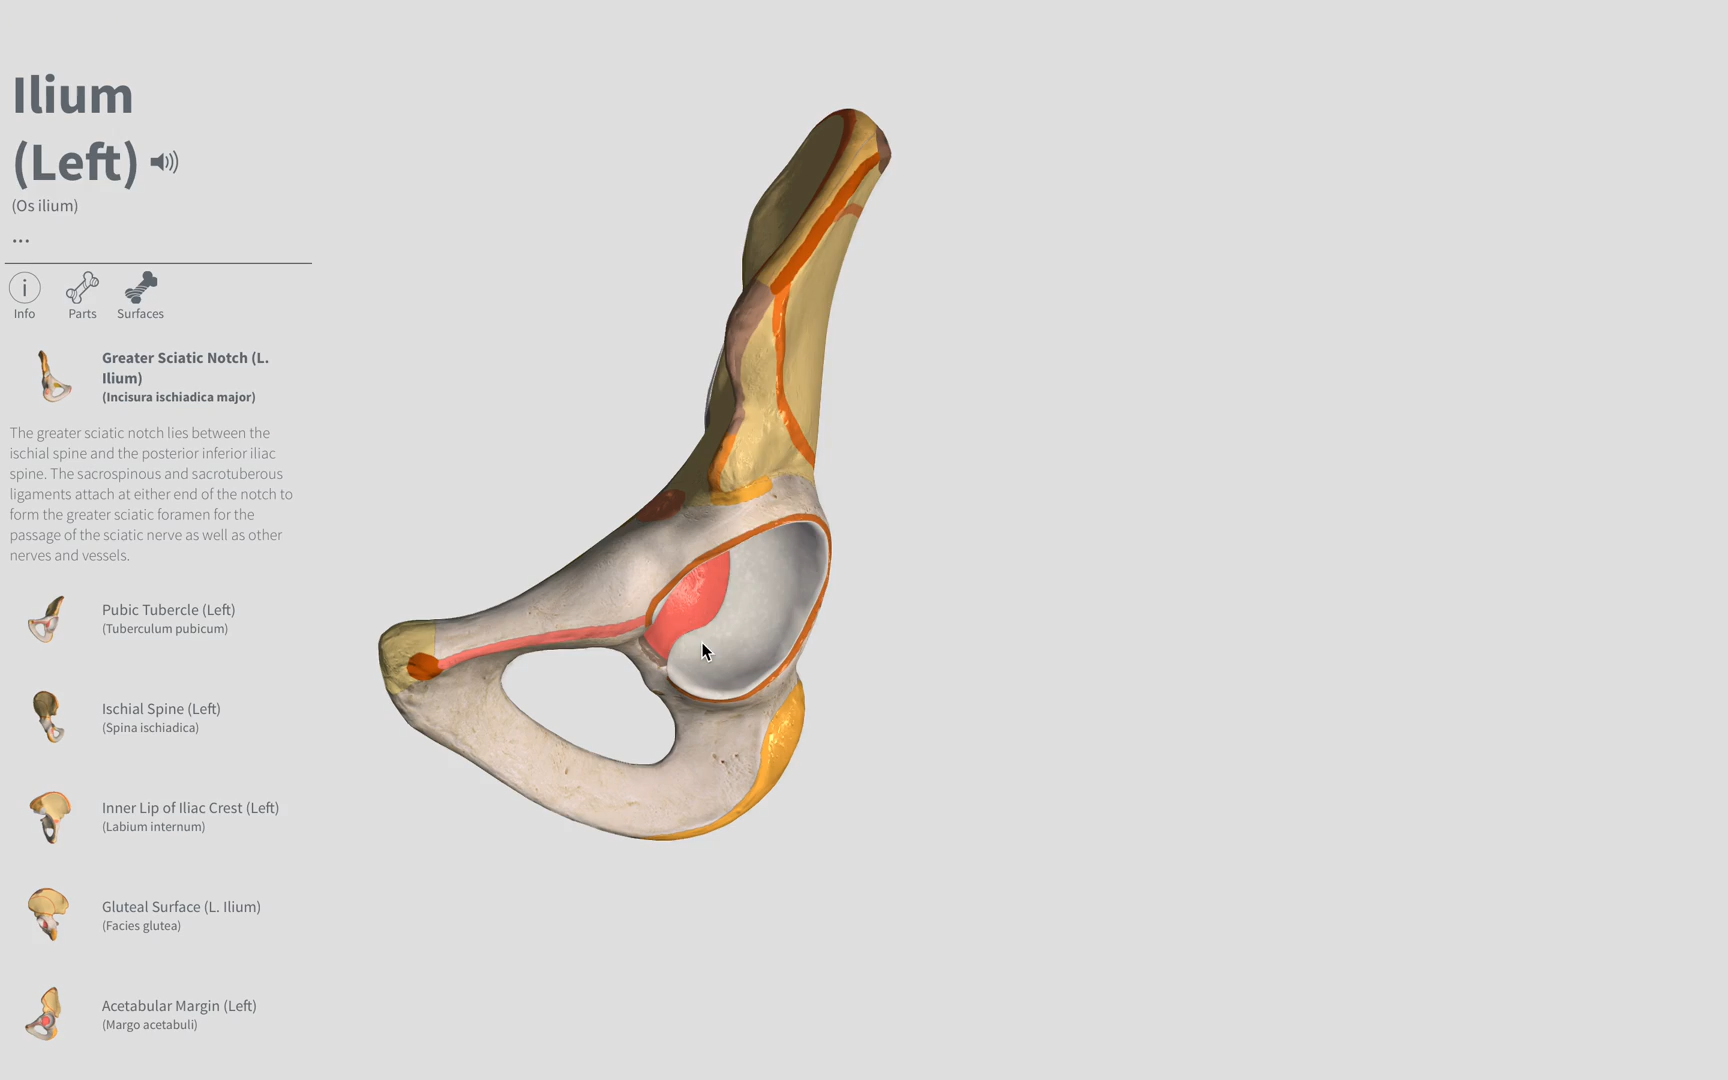 Ilium
(Left)
(Os ilium)
...
i
Info
Parts
Surfaces
Greater Sciatic Notch (L.
Ilium)
(Incisura ischiadica major)
The greater sciatic notch lies between the
ischial spine and the posterior inferior iliac
spine. The sacrospinous and sacrotuberous
ligaments attach at either end of the notch to
form the greater sciatic foramen for the
passage of the sciatic nerve as well as other
nerves and vessels.
Pubic Tubercle (Left)
(Tuberculum pubicum)
Ischial Spine (Left)
(Spina ischiadica)
Inner Lip of Iliac Crest (Left)
(Labium internum)
Gluteal Surface (L. Ilium)
(Facies glutea)
Acetabular Margin (Left)
(Margo acetabuli)